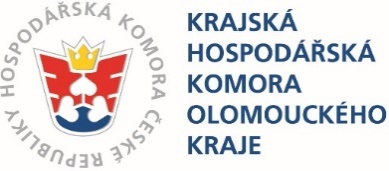 HOSPODÁŘSKÁ KOMORA ČESKÉ REPUBLIKY
KRAJSKÁ
HOSPODÁŘSKÁ
KOMORA
OLOMOUCKÉHO
KRAJE